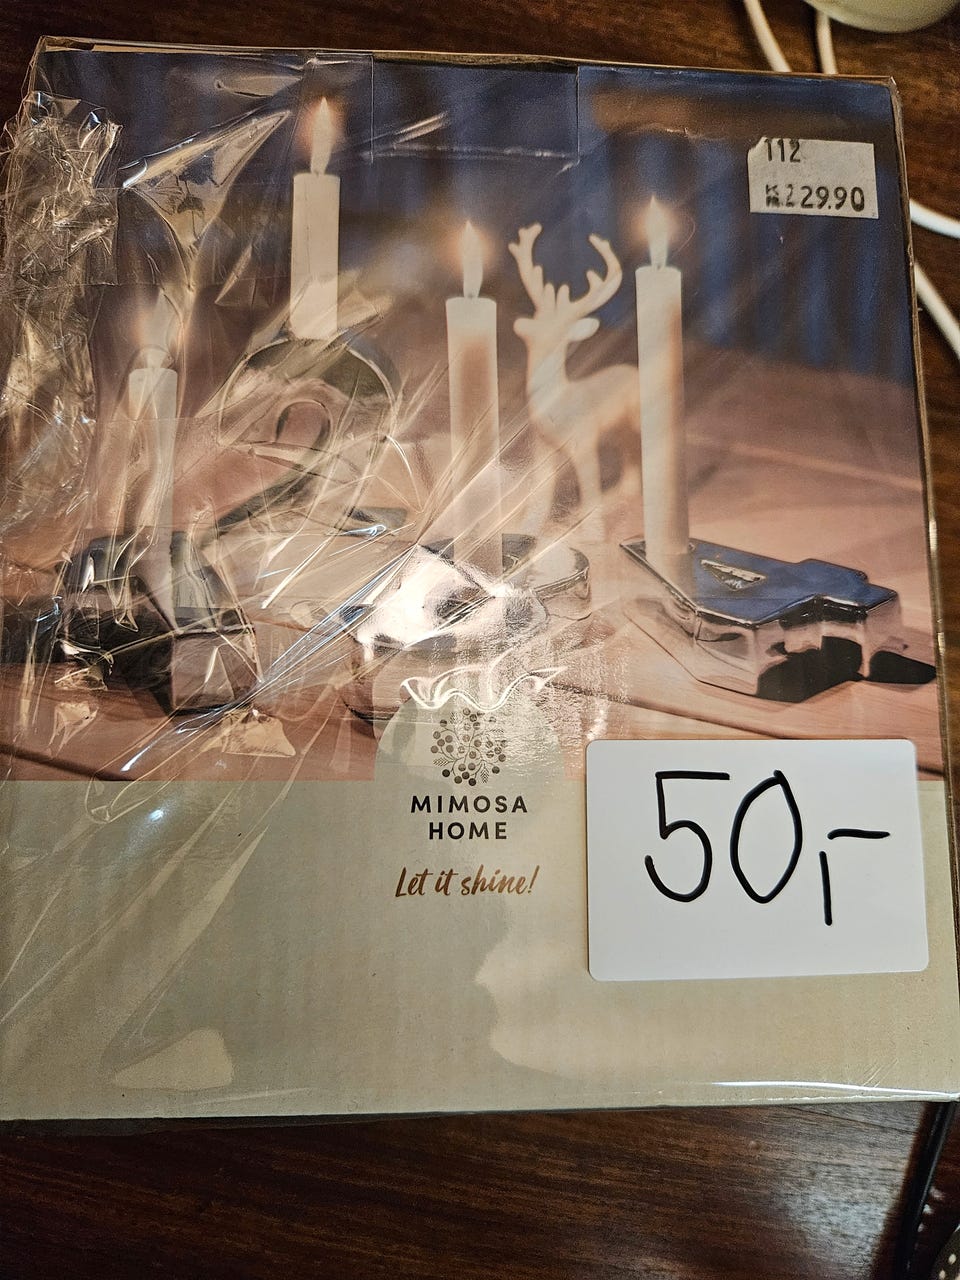 112
229.90
MIMOSA
HOME
Let it shine!
50,-